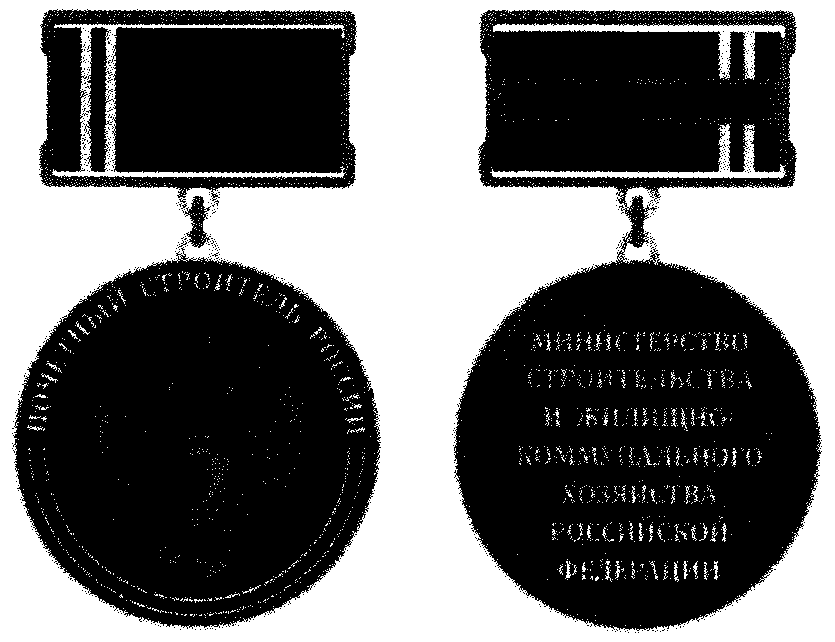 ПОЧЕТНЫЙ СТРОИТЕЛЬ РОССИИ
МИНИСТЕРСТВО
СТРОИТЕЛЬСТВА
И ЖИЛИЩНО-
КОММУНАЛЬНОГО
ХОЗЯЙСТВА
РОССИЙСКОЙ
ФЕДЕРАЦИИ